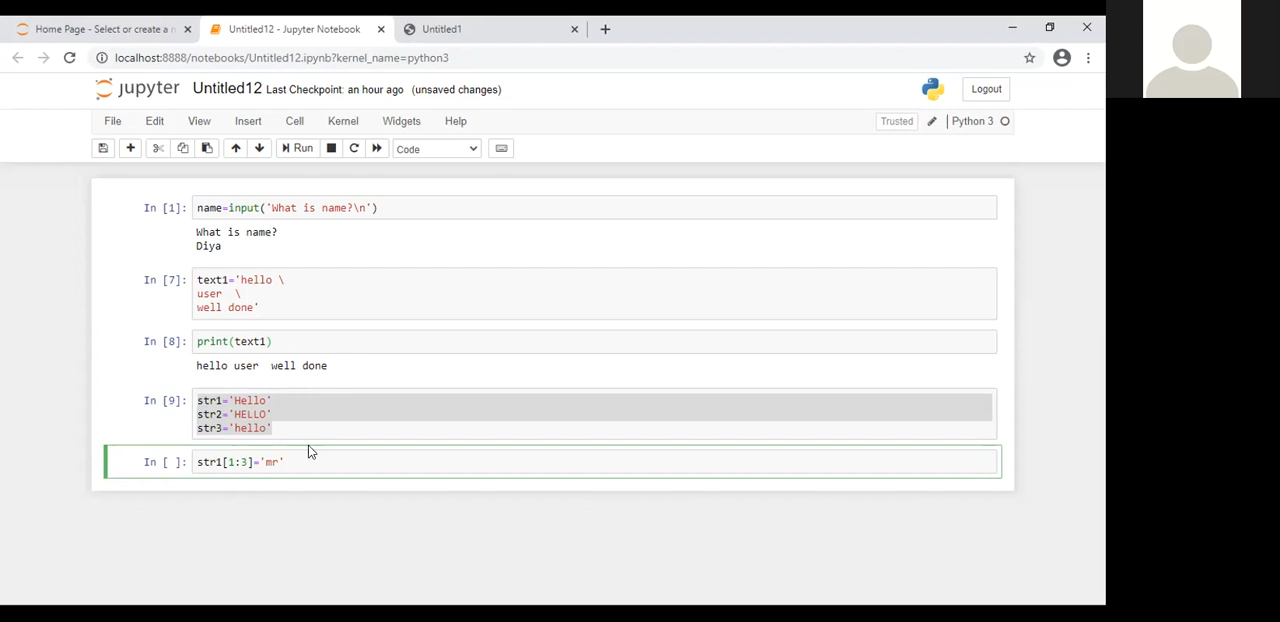 Home Page - Select or create a n
Untitled12 - Jupyter Notebook
Untitled1
localhost:8888/notebooks/Untitled12.ipynb?kernel_name=python3
jupyter Untitled12 Last Checkpoint: an hour ago (unsaved changes)
Logout
File Edit View Insert Cell Kernel Widgets Help
Trusted Python 3
Run Code
In [1]: name=input('What is name?\n')
What is name?
Diya
In [7]: text1='hello \
user  \
well done'
In [8]: print(text1)
hello user  well done
In [9]: str1='Hello'
str2='HELLO'
str3='hello'
In [ ]: str1[1:3]='mr'